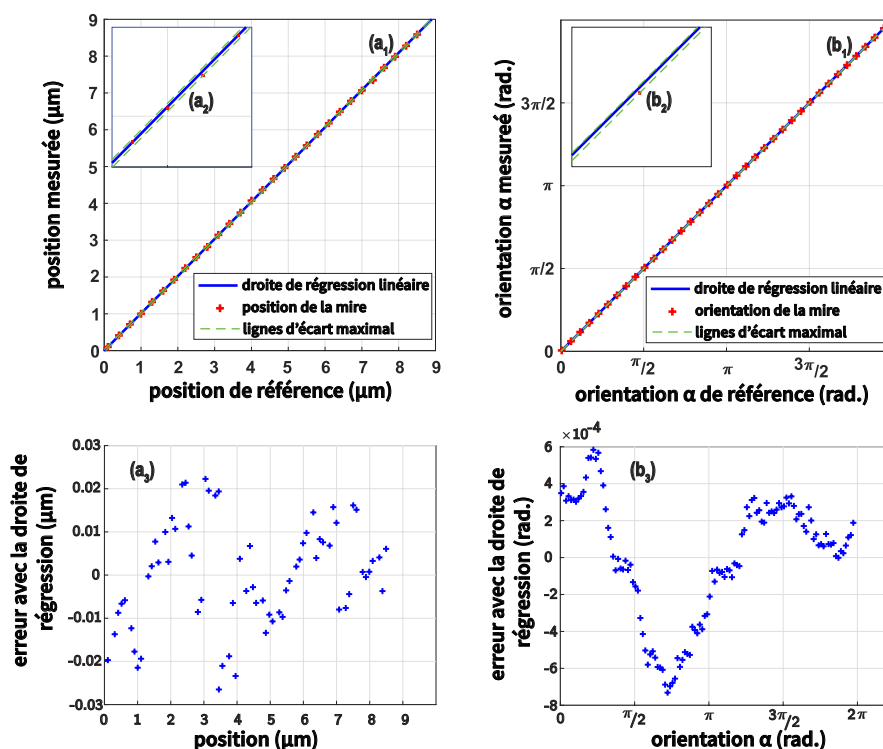 (a1)
(a2)
position mesurée (µm)
9
8
7
6
5
4
3
2
1
0
droite de régression linéaire
position de la mire
lignes d'écart maximal
0 1 2 3 4 5 6 7 8 9
position de référence (µm)
(b1)
(b2)
orientation α mesureé (rad.)
3π/2
π
π/2
0
droite de régression linéaire
orientation de la mire
lignes d'écart maximal
0 π/2 π 3π/2
orientation α de référence (rad.)
(a3)
erreur avec la droite de
régression (µm)
0.03
0.02
0.01
0
-0.01
-0.02
-0.03
0 1 2 3 4 5 6 7 8 9
position (µm)
×10-4
(b3)
erreur avec la droite de
régression (rad.)
6
4
2
0
-2
-4
-6
-8
0 π/2 π 3π/2 2π
orientation α (rad.)